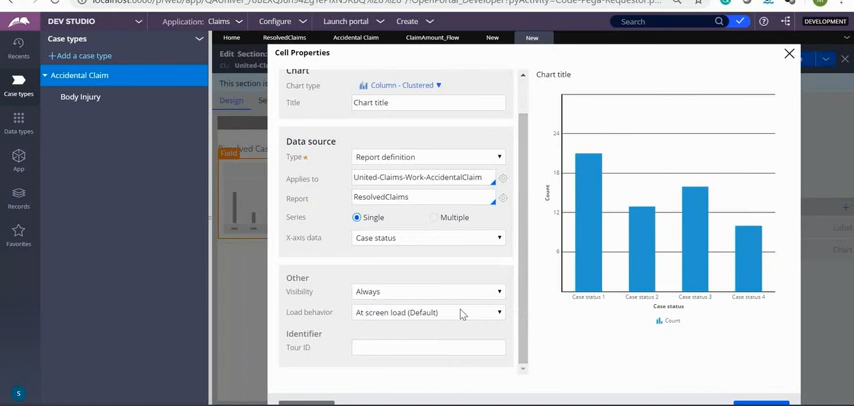 DEV STUDIO
Application: Claims
Configure
Launch portal
Create
Search
DEVELOPMENT
Recents
Case types
Data types
App
Records
Favorites
S
Case types
+Add a case type
Accidental Claim
Body Injury
Home
ResolvedClaims
Accidental Claim
ClaimAmount_Flow
New
New
Edit Section:
Design
Field
Label
Chart
Cell Properties
Chart
Chart type
Column - Clustered
Title
Chart title
Data source
Type
Report definition
Applies to
United-Claims-Work-AccidentalClaim
Report
ResolvedClaims
Series
Single
Multiple
X-axis data
Case status
Other
Visibility
Always
Load behavior
At screen load (Default)
Identifier
Tour ID
Chart title
24
18
12
6
Count
Case status 1
Case status 2
Case status 3
Case status 4
Case status
Count